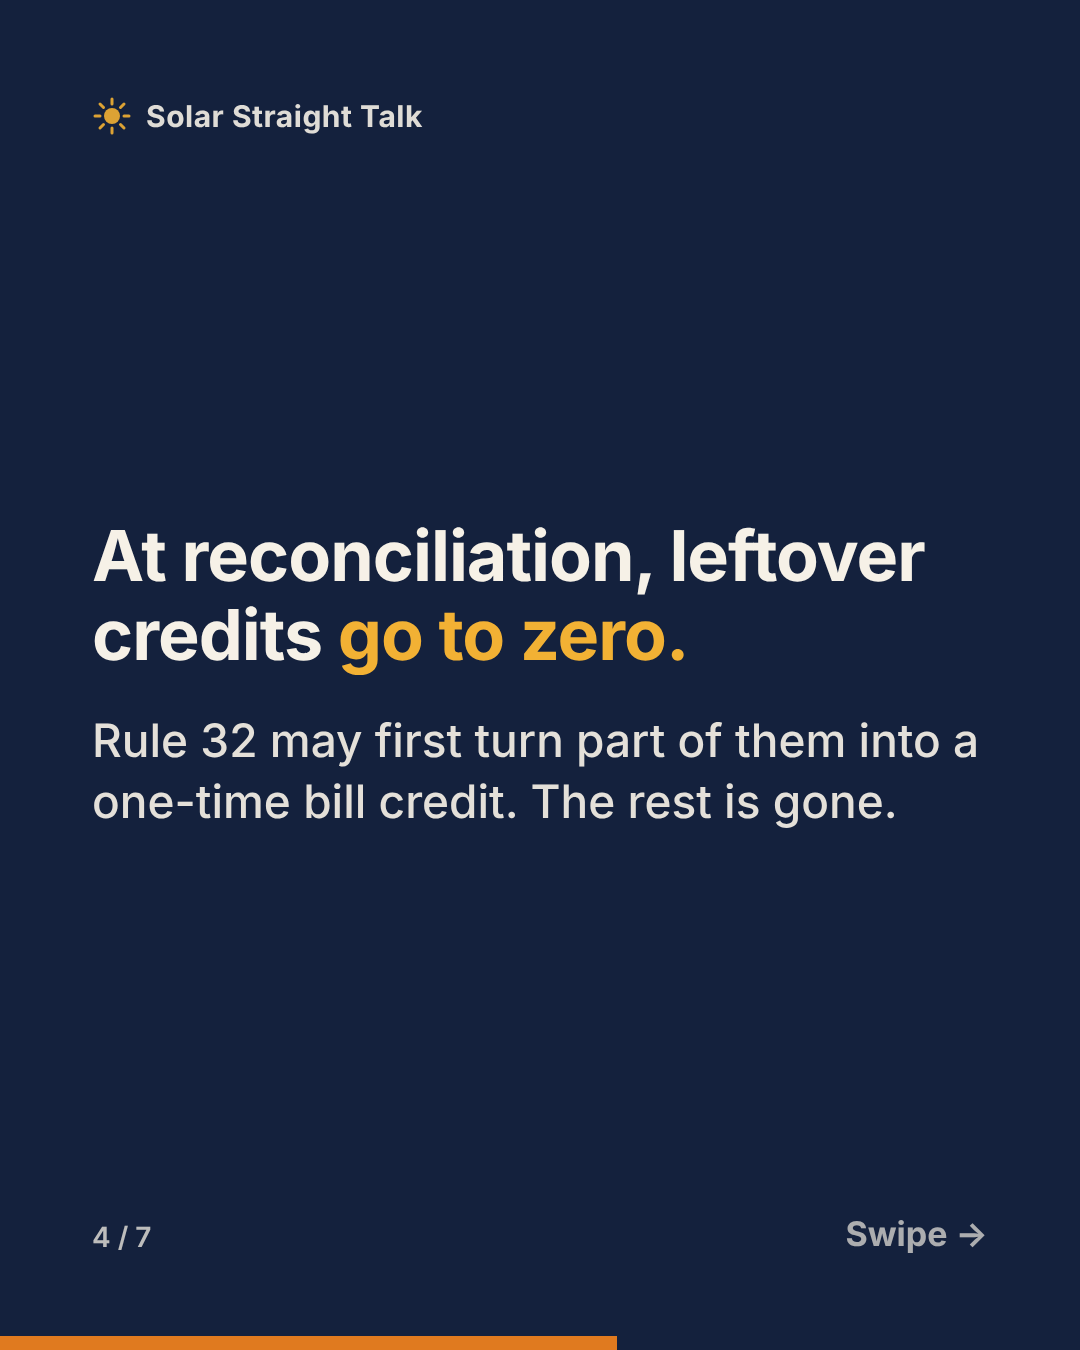 Solar Straight Talk
At reconciliation, leftover
credits go to zero.
Rule 32 may first turn part of them into a
one-time bill credit. The rest is gone.
4 / 7
Swipe →